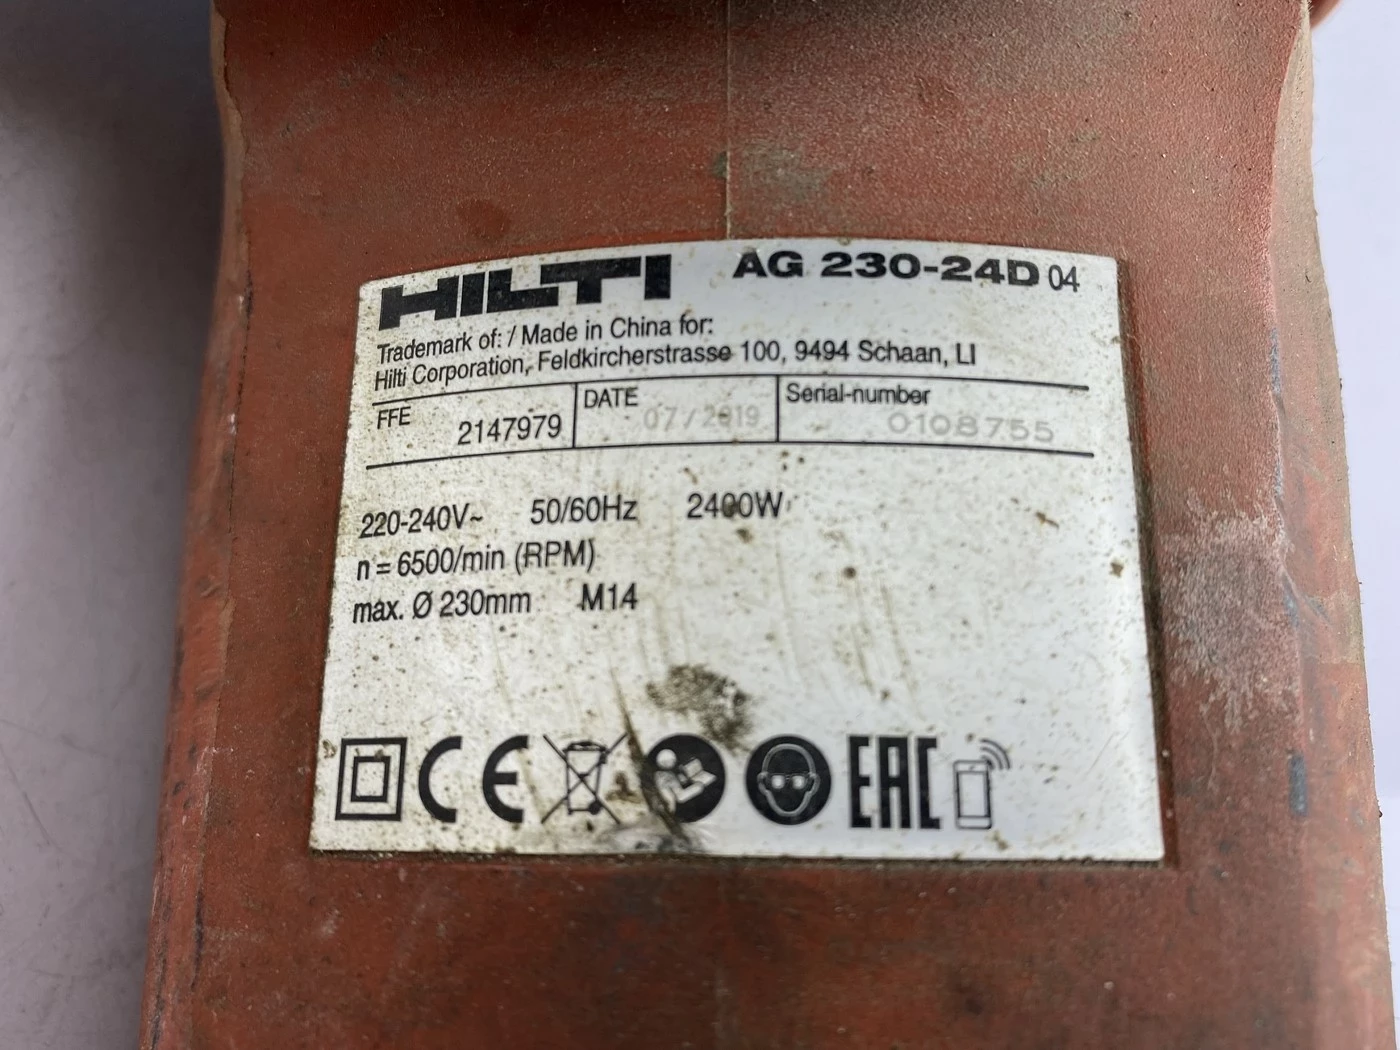 HILTI AG 230-24D 04
Trademark of: / Made in China for:
Hilti Corporation, Feldkircherstrasse 100, 9494 Schaan, LI
FFE 2147979 DATE 07/2019 Serial-number 0108755
220-240V~ 50/60Hz 2400W
n = 6500/min (RPM)
max. Ø 230mm M14
CE EAC